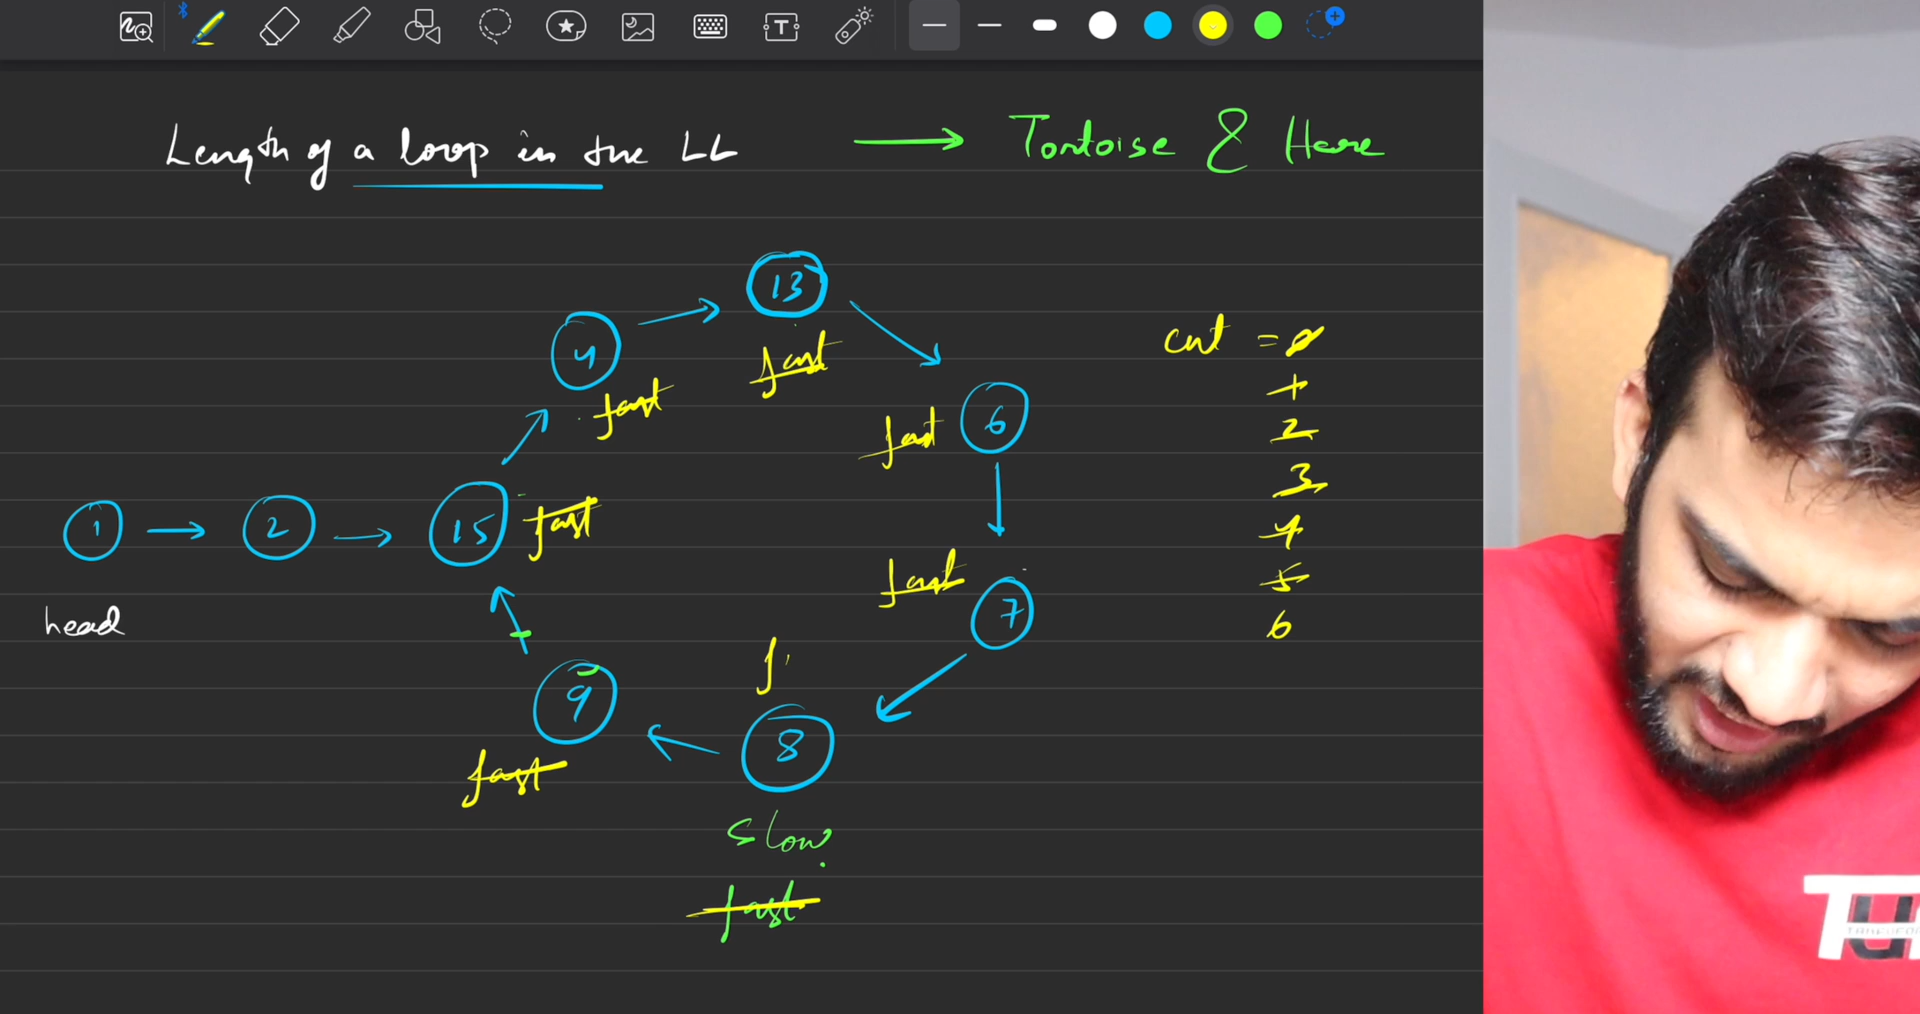 Length of a loop in the LL → Tortoise & Hare
13
4
fast
fast
cnt = 0
1
2
3
4
5
6
fast 6
1 → 2 → 15 fast
fast
7
head
f
9
8
fast
slow
fast